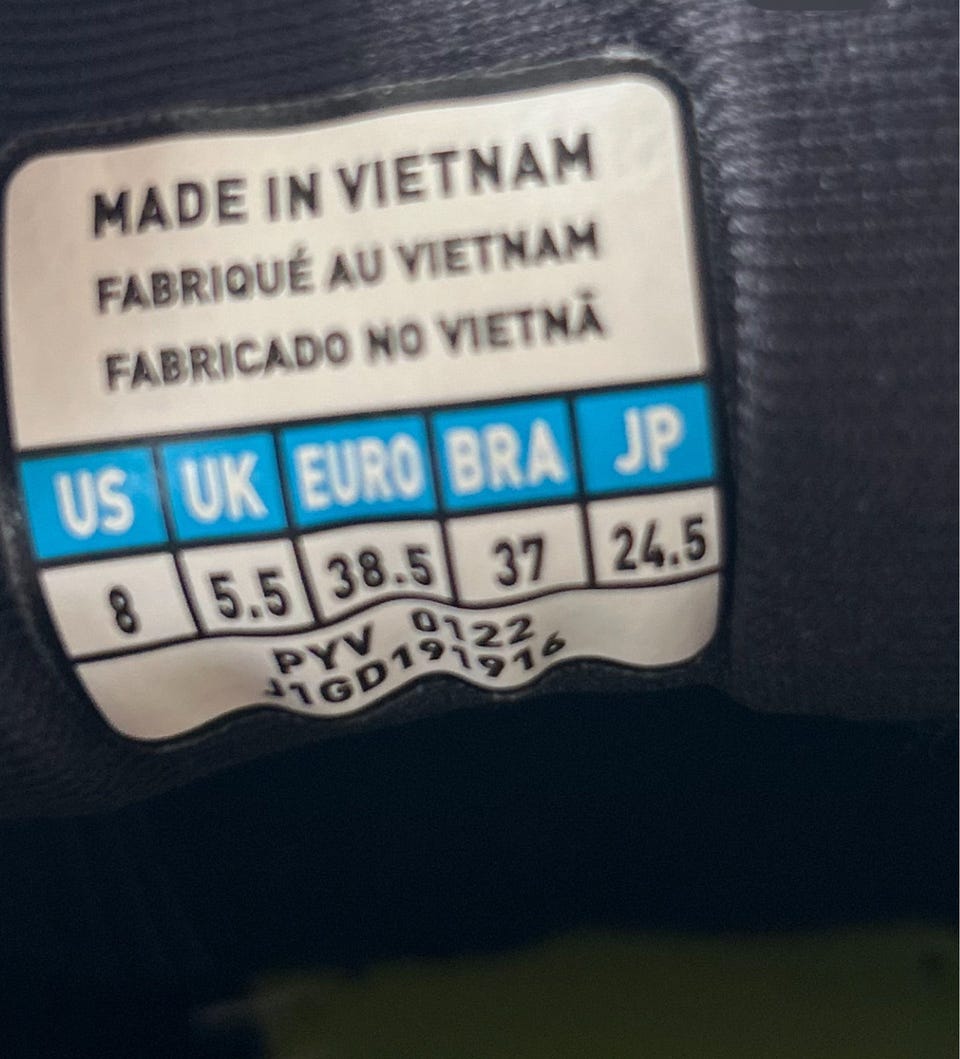 MADE IN VIETNAM
FABRIQUÉ AU VIETNAM
FABRICADO NO VIETNÃ
US UK EURO BRA JP
8 5.5 38.5 37 24.5
PYV 0122
J1GD191916